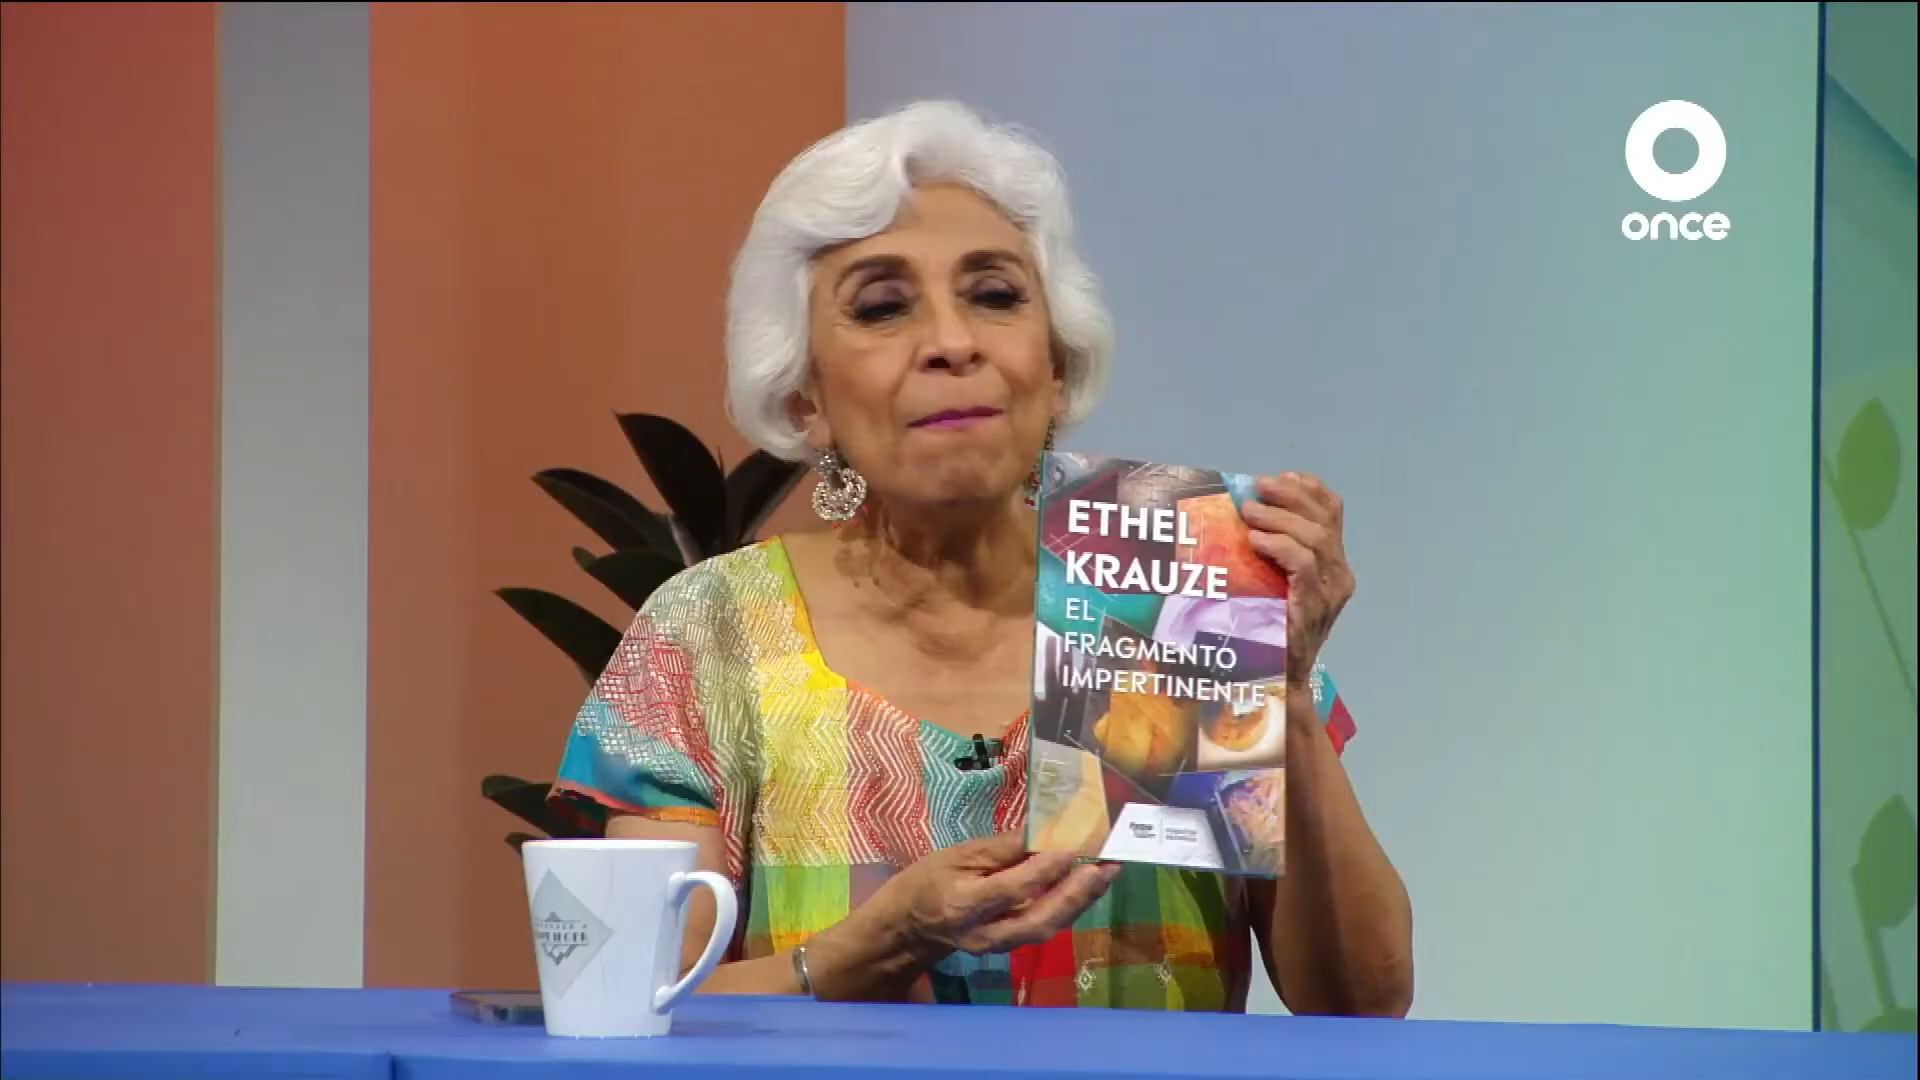 once
ETHEL
KRAUZE
EL
FRAGMENTO
IMPERTINENTE